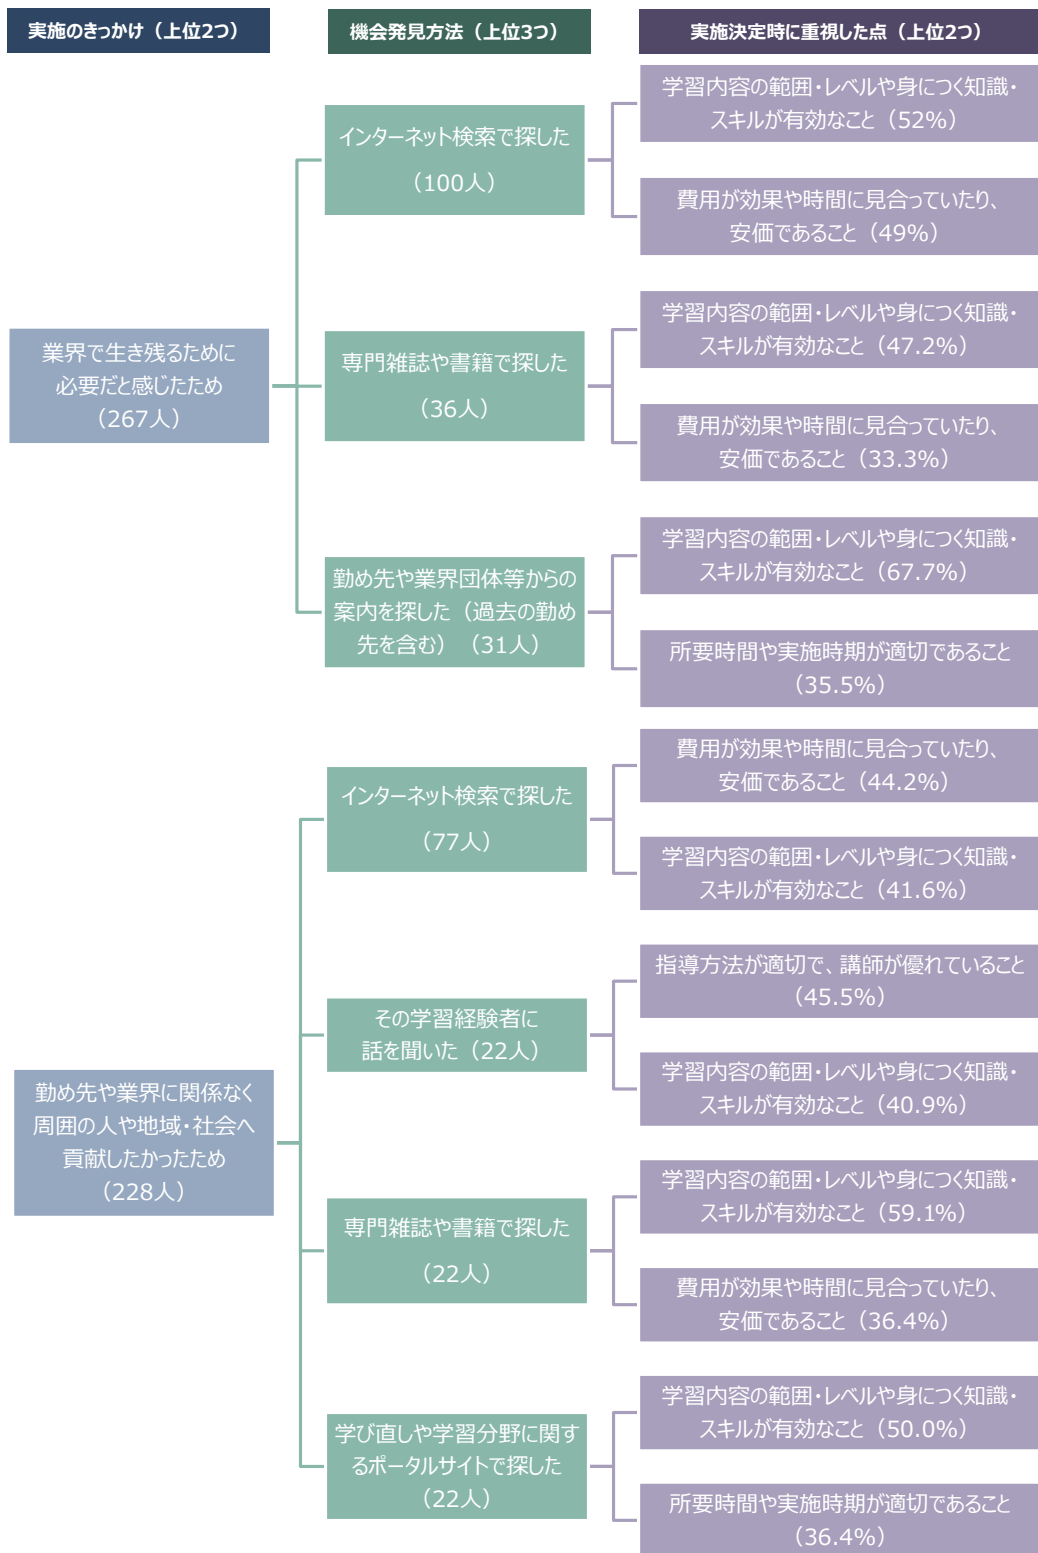 実施のきっかけ（上位2つ）
機会発見方法（上位3つ）
実施決定時に重視した点（上位2つ）
業界で生き残るために
必要だと感じたため
（267人）
インターネット検索で探した
（100人）
学習内容の範囲・レベルや身につく知識・
スキルが有効なこと（52%）
費用が効果や時間に見合っていたり、
安価であること（49%）
専門雑誌や書籍で探した
（36人）
学習内容の範囲・レベルや身につく知識・
スキルが有効なこと（47.2%）
費用が効果や時間に見合っていたり、
安価であること（33.3%）
勤め先や業界団体等からの
案内を探した（過去の勤め
先を含む）（31人）
学習内容の範囲・レベルや身につく知識・
スキルが有効なこと（67.7%）
所要時間や実施時期が適切であること
（35.5%）
勤め先や業界に関係なく
周囲の人や地域・社会へ
貢献したかったため
（228人）
インターネット検索で探した
（77人）
費用が効果や時間に見合っていたり、
安価であること（44.2%）
学習内容の範囲・レベルや身につく知識・
スキルが有効なこと（41.6%）
その学習経験者に
話を聞いた（22人）
指導方法が適切で、講師が優れていること
（45.5%）
学習内容の範囲・レベルや身につく知識・
スキルが有効なこと（40.9%）
専門雑誌や書籍で探した
（22人）
学習内容の範囲・レベルや身につく知識・
スキルが有効なこと（59.1%）
費用が効果や時間に見合っていたり、
安価であること（36.4%）
学び直しや学習分野に関す
るポータルサイトで探した
（22人）
学習内容の範囲・レベルや身につく知識・
スキルが有効なこと（50.0%）
所要時間や実施時期が適切であること
（36.4%）